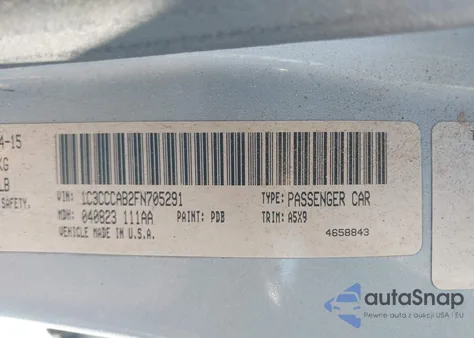 4-15
KG
LB
SAFETY.
VIN: 1C3CCCAB2FN705291 TYPE: PASSENGER CAR
MDH: 040823 111AA PAINT: PDB TRIM: A5X9
VEHICLE MADE IN U.S.A. 4658843
autoSnap
Pewne auta z aukcji USA i EU